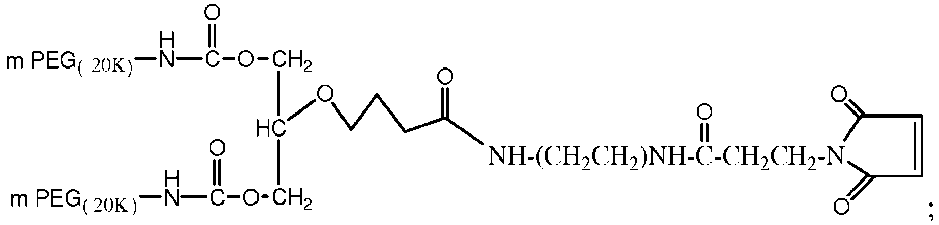 O
H
m PEG(20K)—N—C—O—CH2
O
O
HC
O
O
NH-(CH2CH2)NH-C-CH2CH2-N
O
O
H
m PEG(20K)—N—C—O—CH2
O
;